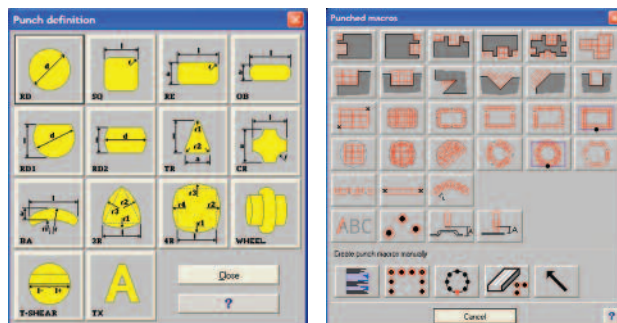 Punch definition
RD
SQ
RE
OB
RD1
RD2
TR
CR
BA
3R
4R
WHEEL
T-SHEAR
TX
A
Close
?
Punched macros
ABC
A
A
Create punch macros manually
Cancel
?